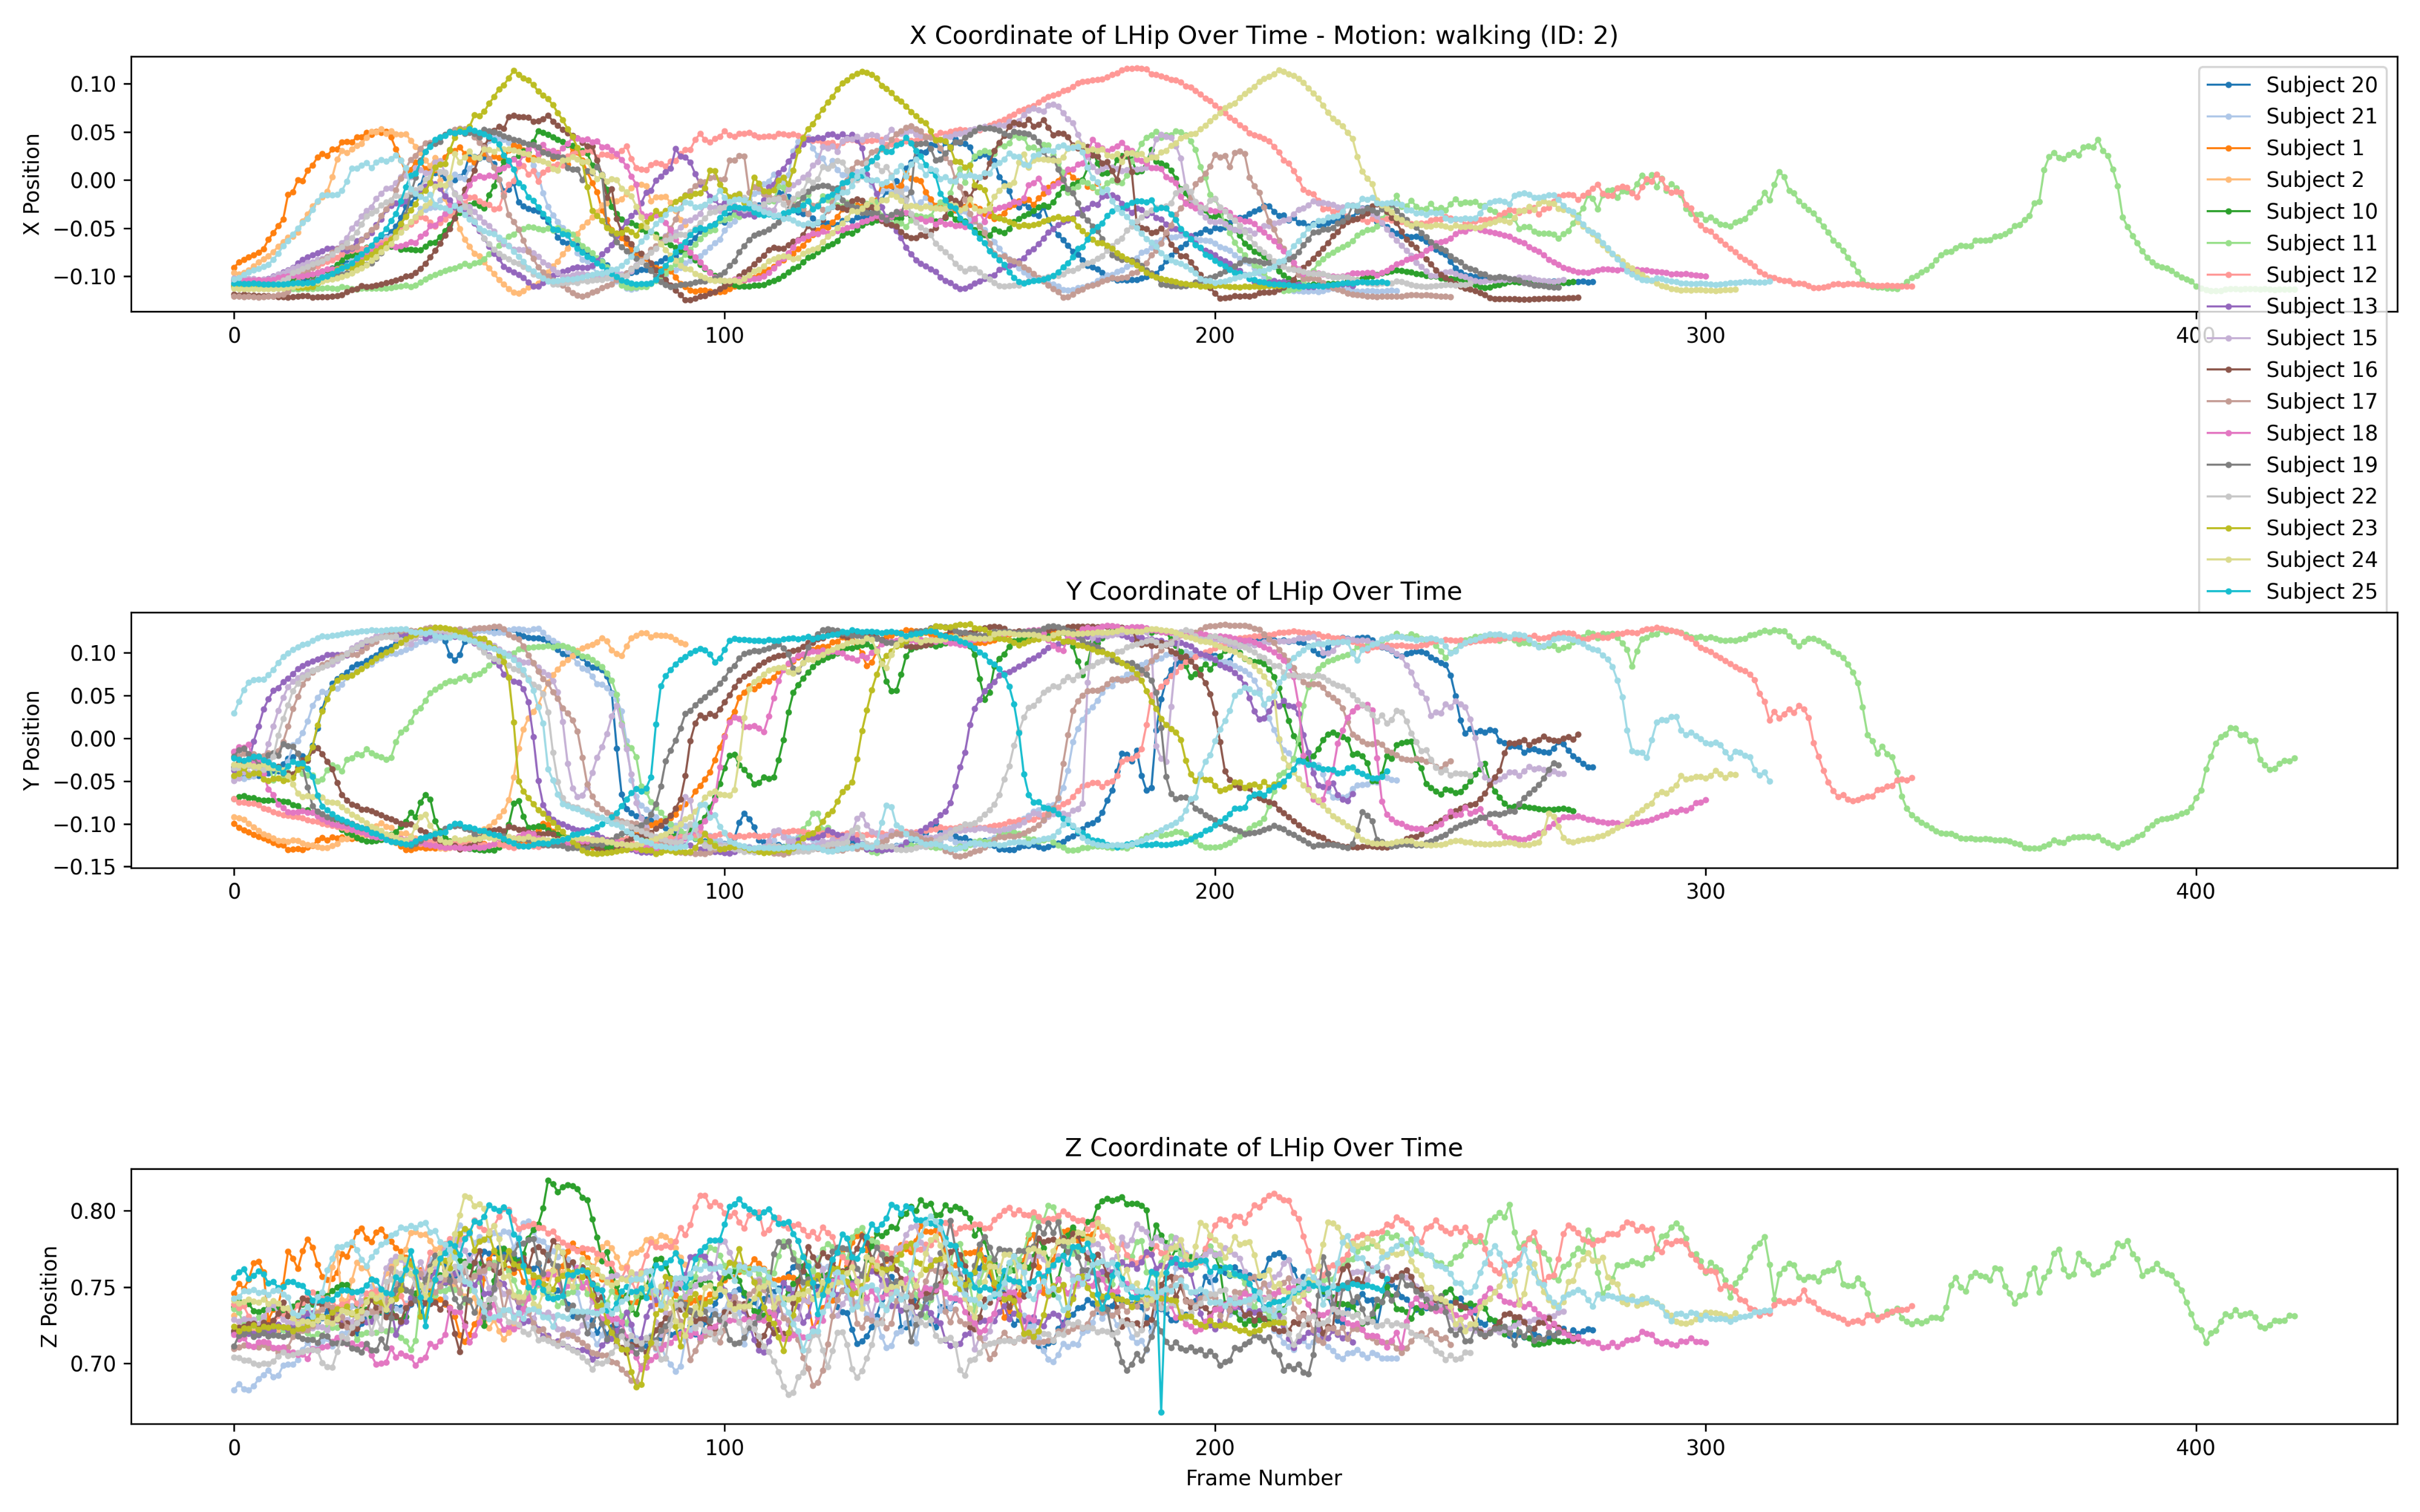 X Coordinate of LHip Over Time - Motion: walking (ID: 2)
X Position
0.10
0.05
0.00
−0.05
−0.10
0 100 200 300 400
Subject 20
Subject 21
Subject 1
Subject 2
Subject 10
Subject 11
Subject 12
Subject 13
Subject 15
Subject 16
Subject 17
Subject 18
Subject 19
Subject 22
Subject 23
Subject 24
Subject 25
Y Coordinate of LHip Over Time
Y Position
0.10
0.05
0.00
−0.05
−0.10
−0.15
0 100 200 300 400
Z Coordinate of LHip Over Time
Z Position
0.80
0.75
0.70
0 100 200 300 400
Frame Number